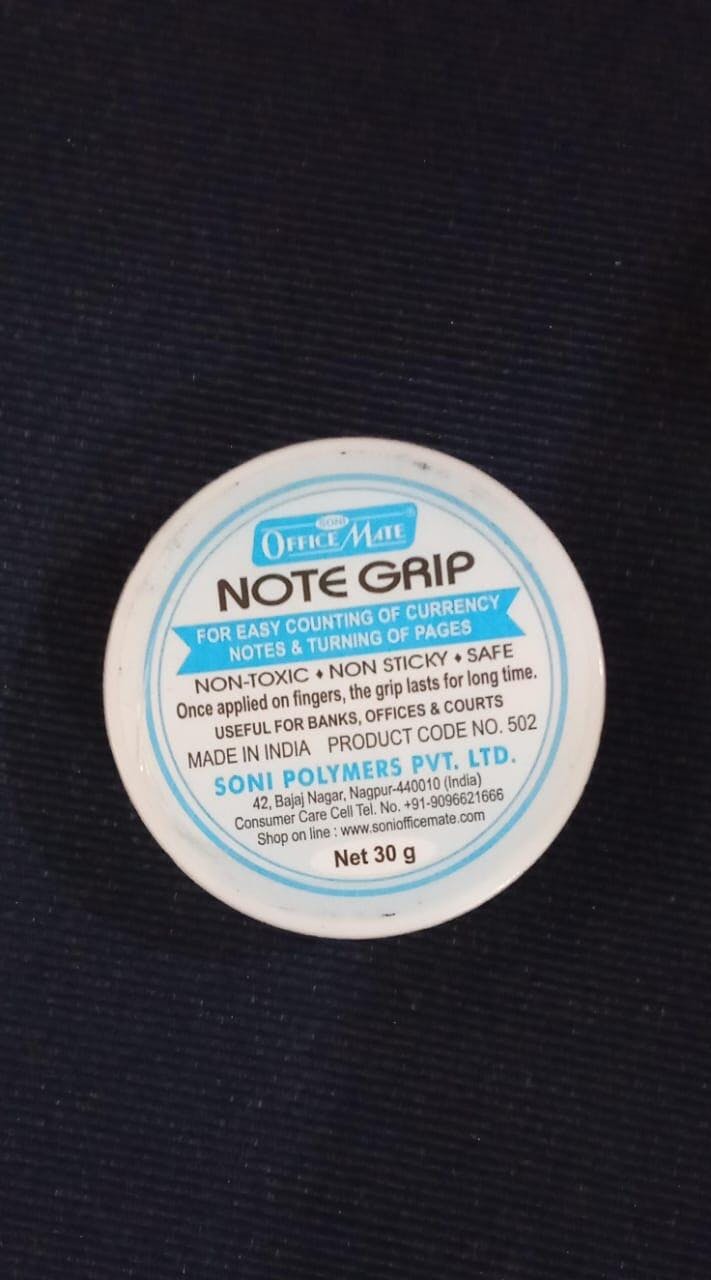 SONI
OFFICE MATE®
NOTE GRIP
FOR EASY COUNTING OF CURRENCY
NOTES & TURNING OF PAGES
NON-TOXIC ♦ NON STICKY ♦ SAFE
Once applied on fingers, the grip lasts for long time.
USEFUL FOR BANKS, OFFICES & COURTS
MADE IN INDIA PRODUCT CODE NO. 502
SONI POLYMERS PVT. LTD.
42, Bajaj Nagar, Nagpur-440010 (India)
Consumer Care Cell Tel. No. +91-9096621666
Shop on line : www.soniofficemate.com
Net 30 g